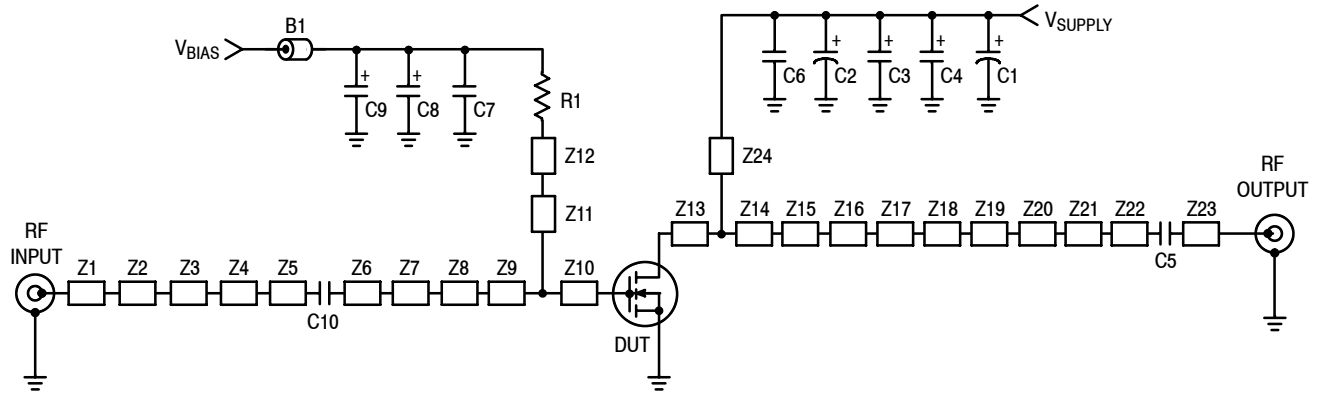 B1
V_BIAS
V_SUPPLY
+
+
+
+
+
+
C9
C8
C7
R1
C6
C2
C3
C4
C1
Z12
Z24
Z11
RF
OUTPUT
Z13
Z14
Z15
Z16
Z17
Z18
Z19
Z20
Z21
Z22
Z23
C5
RF
INPUT
Z1
Z2
Z3
Z4
Z5
Z6
Z7
Z8
Z9
Z10
C10
DUT